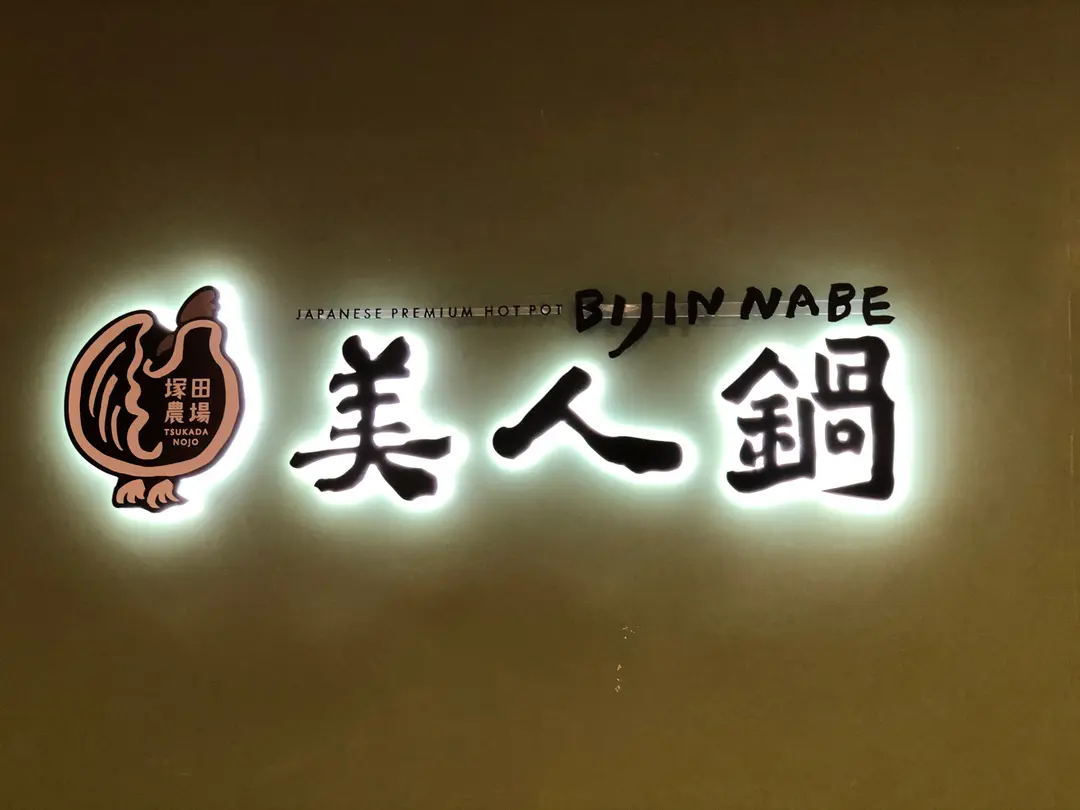 塚田
農場
TSUKADA
NOJO
JAPANESE PREMIUM HOT POT BIJIN NABE
美人鍋